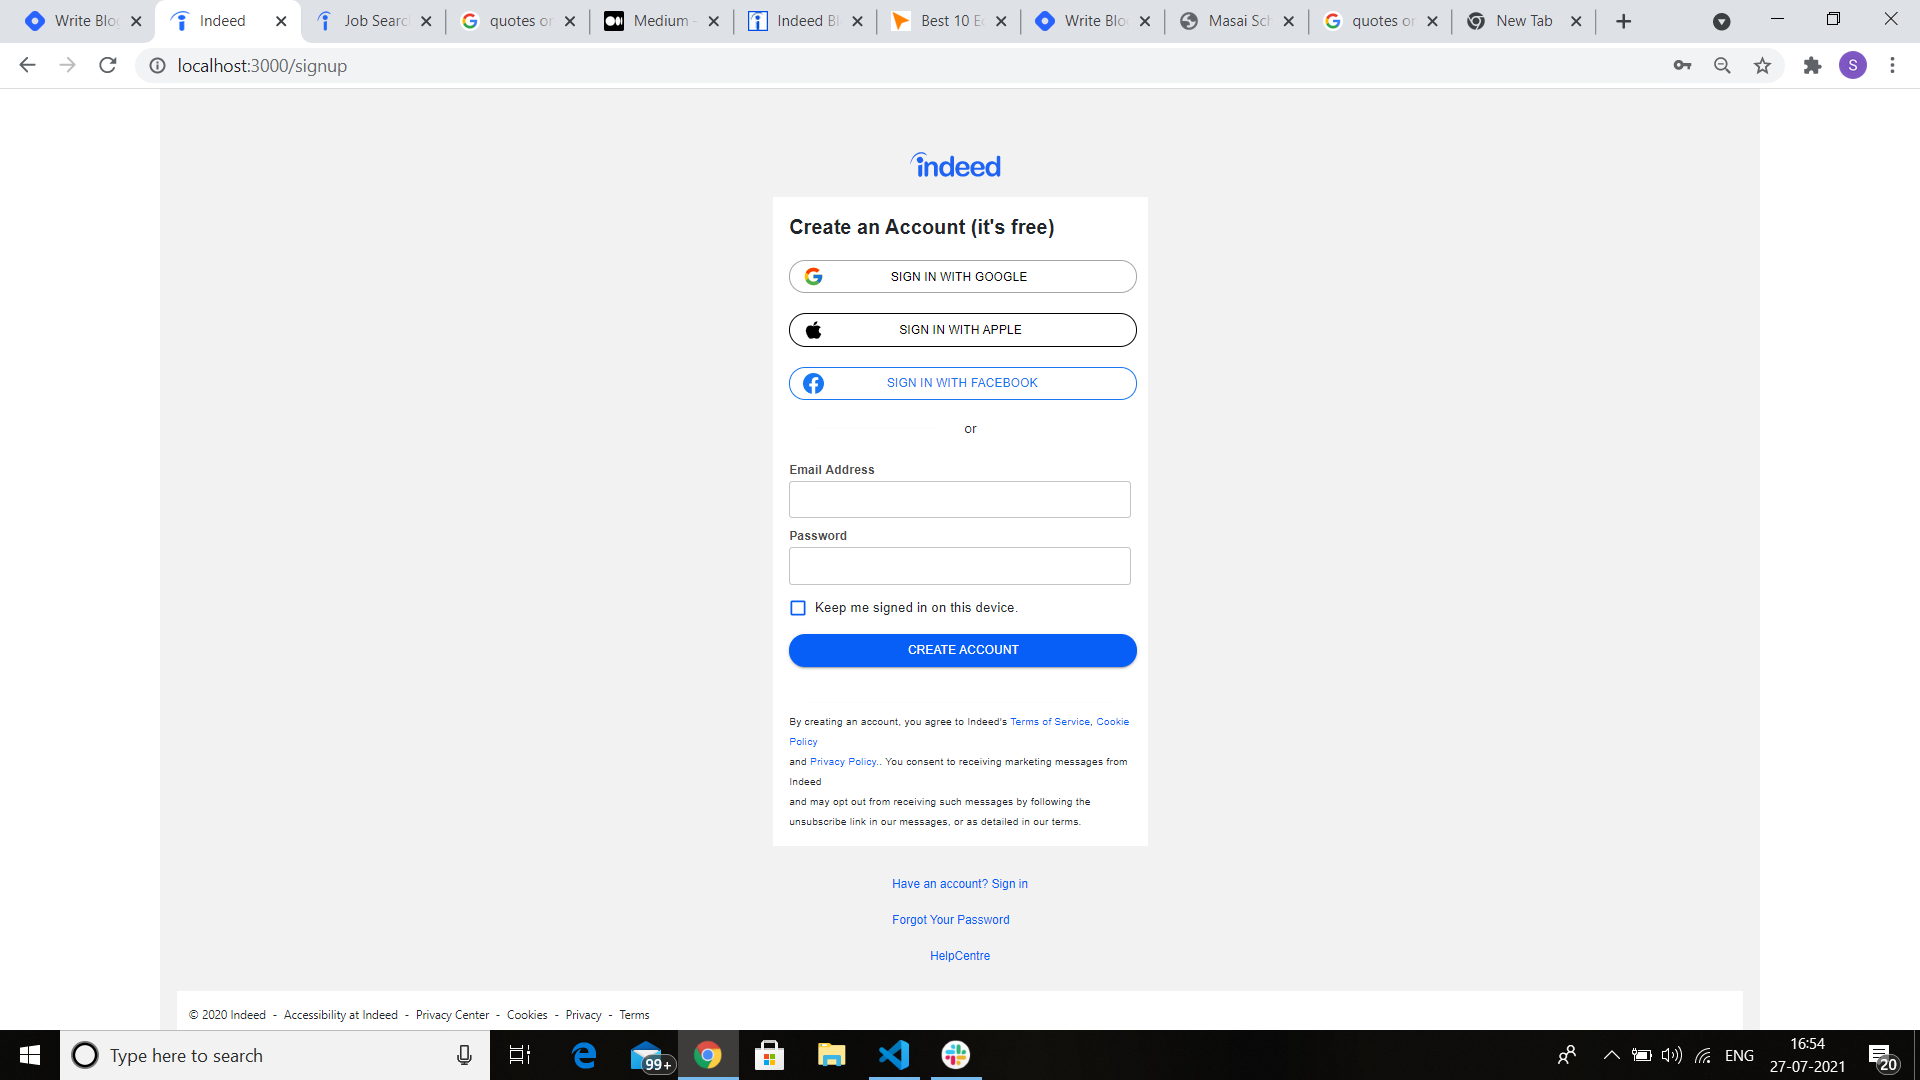 Write Blo
Indeed
Job Searc
quotes or
Medium -
Indeed Bl
Best 10 E
Write Blo
Masai Sch
quotes or
New Tab
localhost:3000/signup
S
indeed
Create an Account (it's free)
SIGN IN WITH GOOGLE
SIGN IN WITH APPLE
SIGN IN WITH FACEBOOK
or
Email Address
Password
Keep me signed in on this device.
CREATE ACCOUNT
By creating an account, you agree to Indeed's Terms of Service, Cookie
Policy
and Privacy Policy.. You consent to receiving marketing messages from
Indeed
and may opt out from receiving such messages by following the
unsubscribe link in our messages, or as detailed in our terms.
Have an account? Sign in
Forgot Your Password
HelpCentre
© 2020 Indeed - Accessibility at Indeed - Privacy Center - Cookies - Privacy - Terms
Type here to search
99+
ENG
16:54
27-07-2021
20